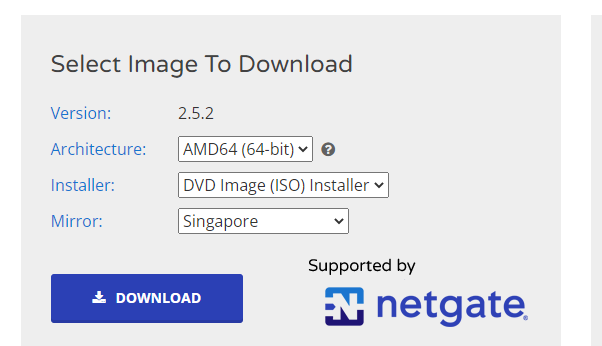 Select Image To Download
Version: 2.5.2
Architecture: AMD64 (64-bit) ?
Installer: DVD Image (ISO) Installer
Mirror: Singapore
Supported by
DOWNLOAD
N netgate®